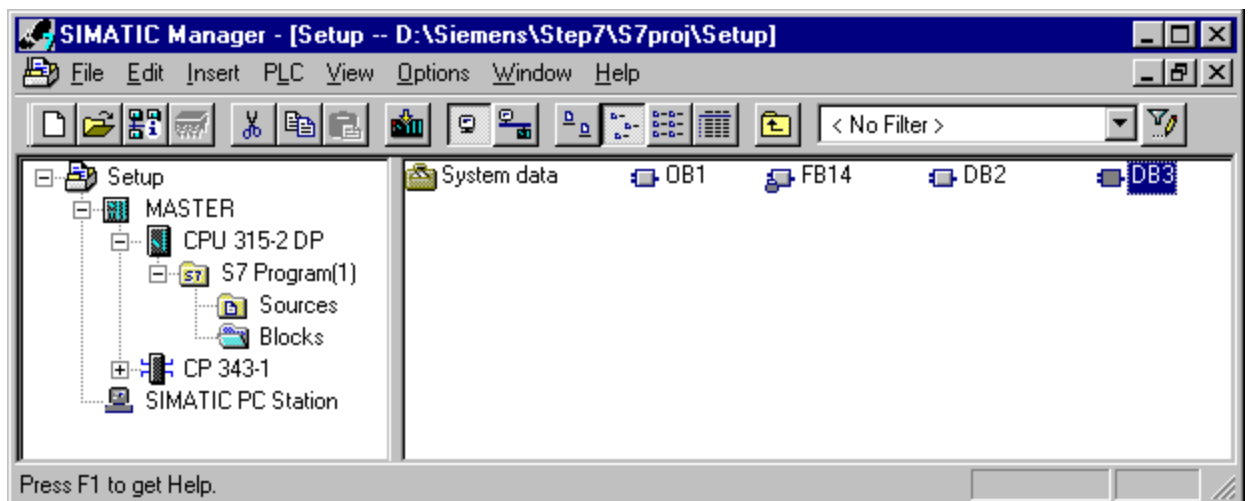 SIMATIC Manager - [Setup -- D:\Siemens\Step7\S7proj\Setup]
File Edit Insert PLC View Options Window Help
< No Filter >
Setup
MASTER
CPU 315-2 DP
S7 S7 Program(1)
Sources
Blocks
CP 343-1
SIMATIC PC Station
System data OB1 FB14 DB2 DB3
Press F1 to get Help.